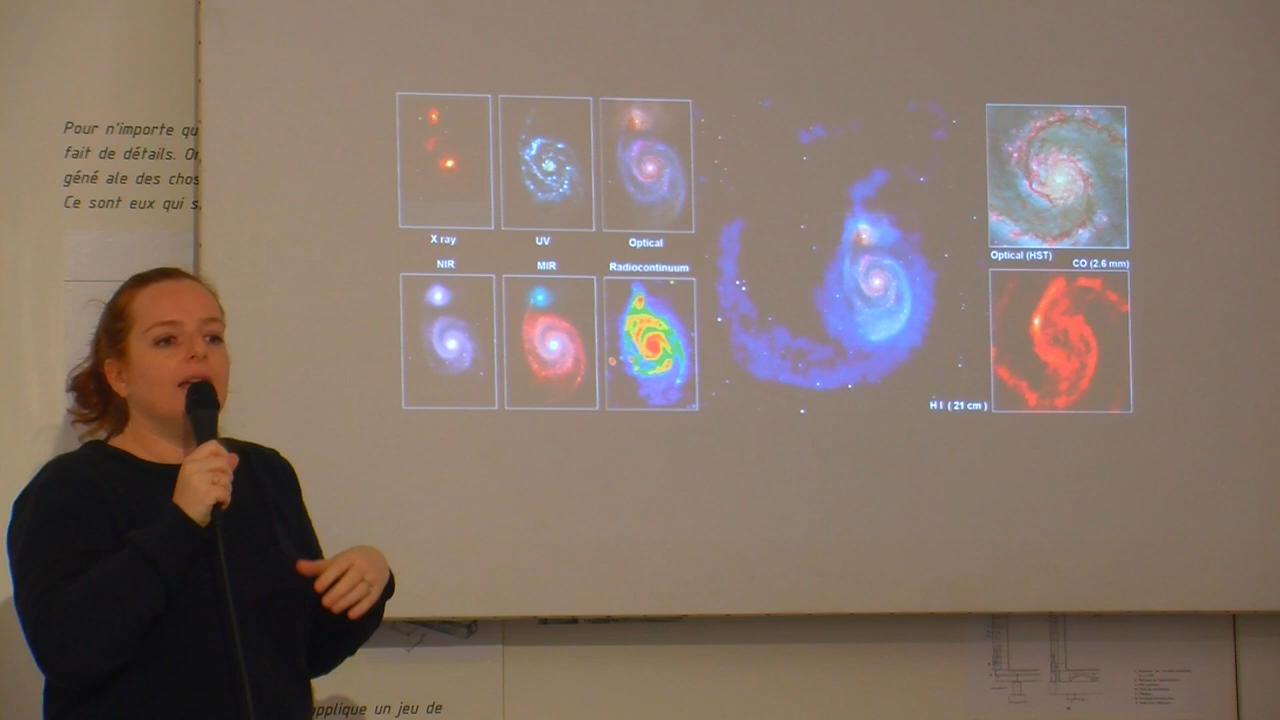 Pour n'importe qu
fait de détails. Or
géné ale des chos
Ce sont eux qui s
X ray
UV
Optical
NIR
MIR
Radiocontinuum
Optical (HST)
CO (2.6 mm)
H I ( 21 cm )
applique un jeu de